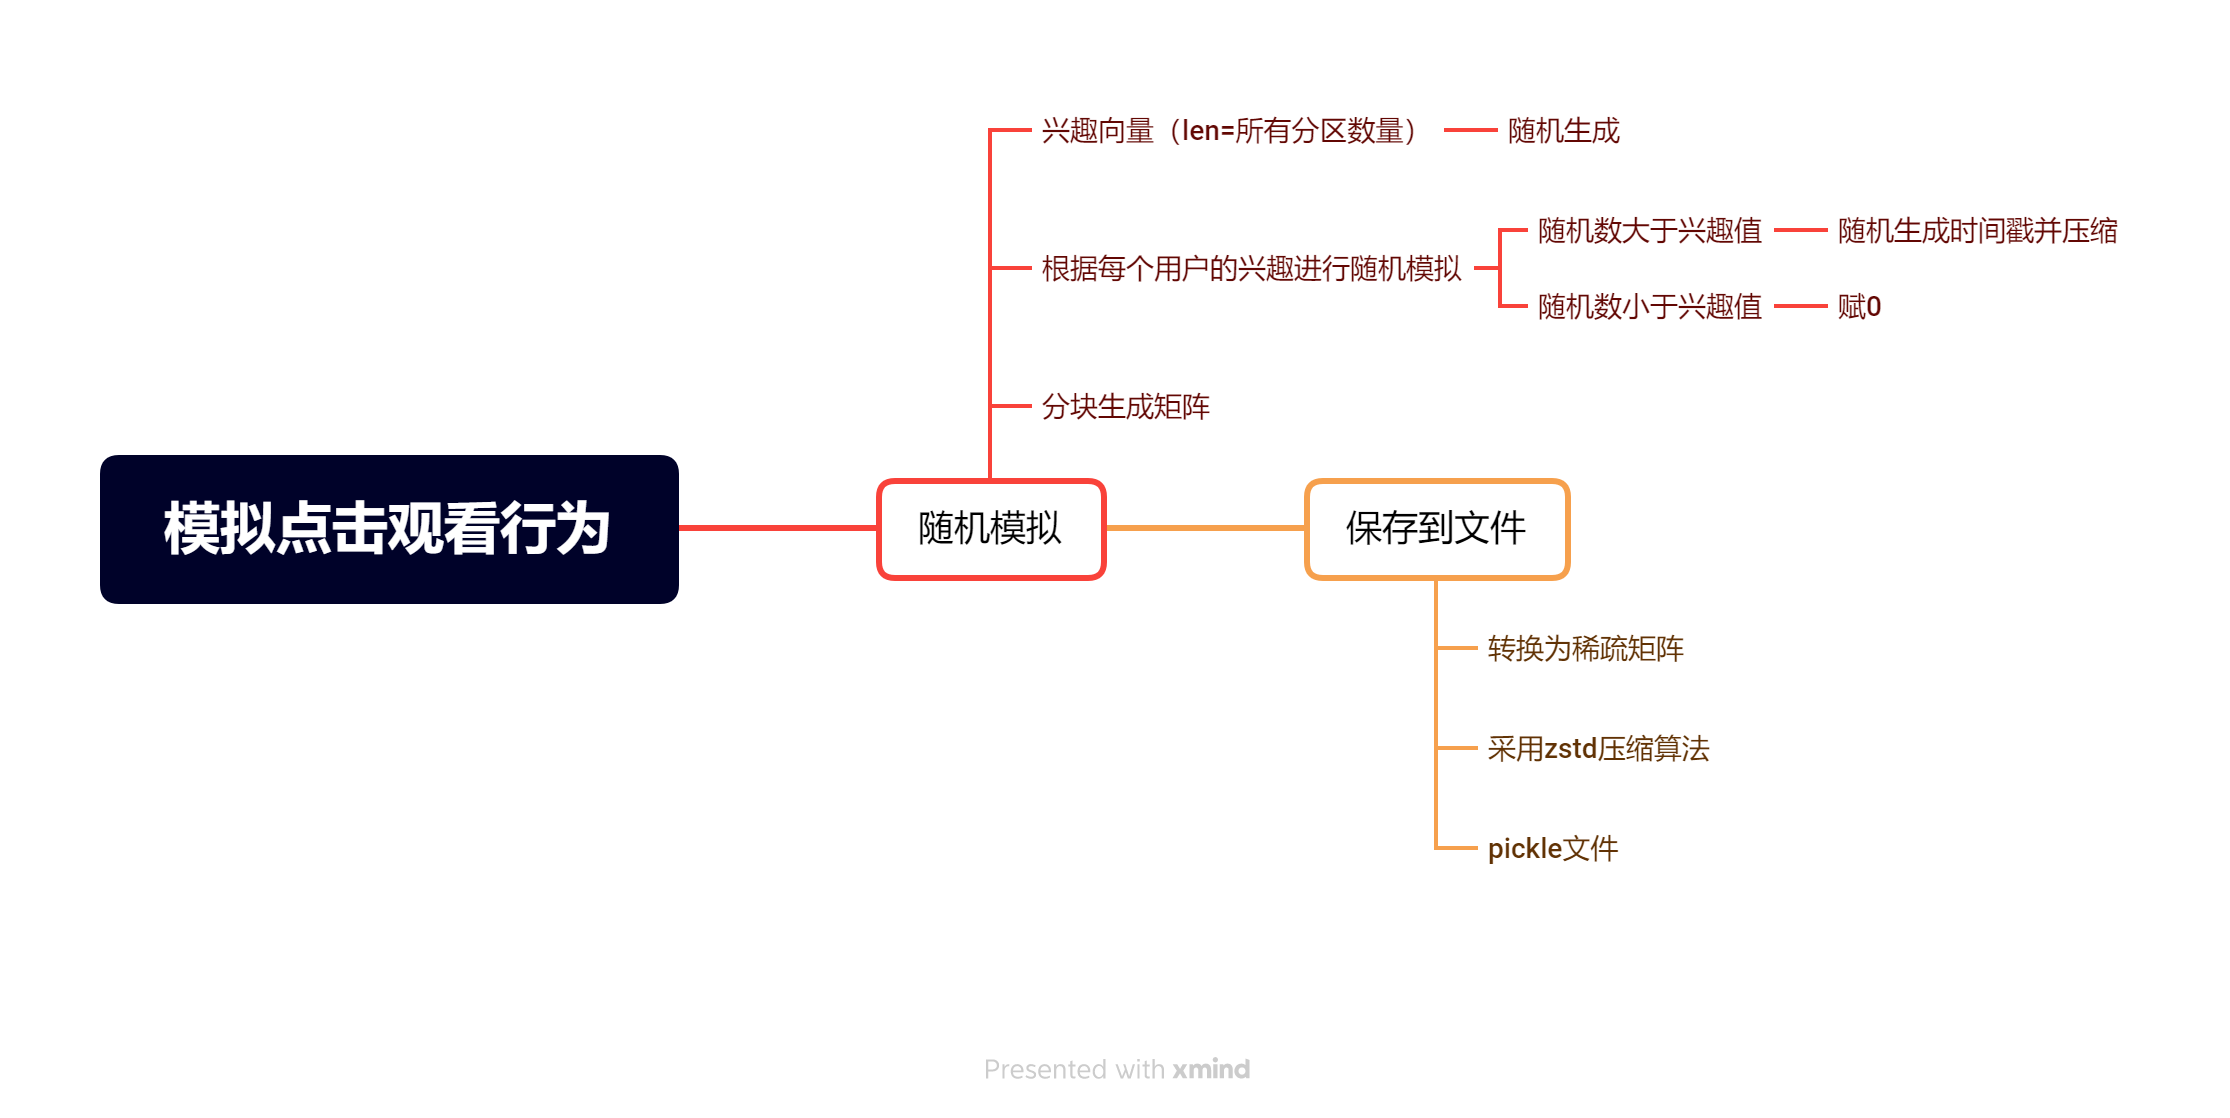 兴趣向量（len=所有分区数量）
随机生成
根据每个用户的兴趣进行随机模拟
随机数大于兴趣值
随机生成时间戳并压缩
随机数小于兴趣值
赋0
分块生成矩阵
模拟点击观看行为
随机模拟
保存到文件
转换为稀疏矩阵
采用zstd压缩算法
pickle文件
Presented with xmind